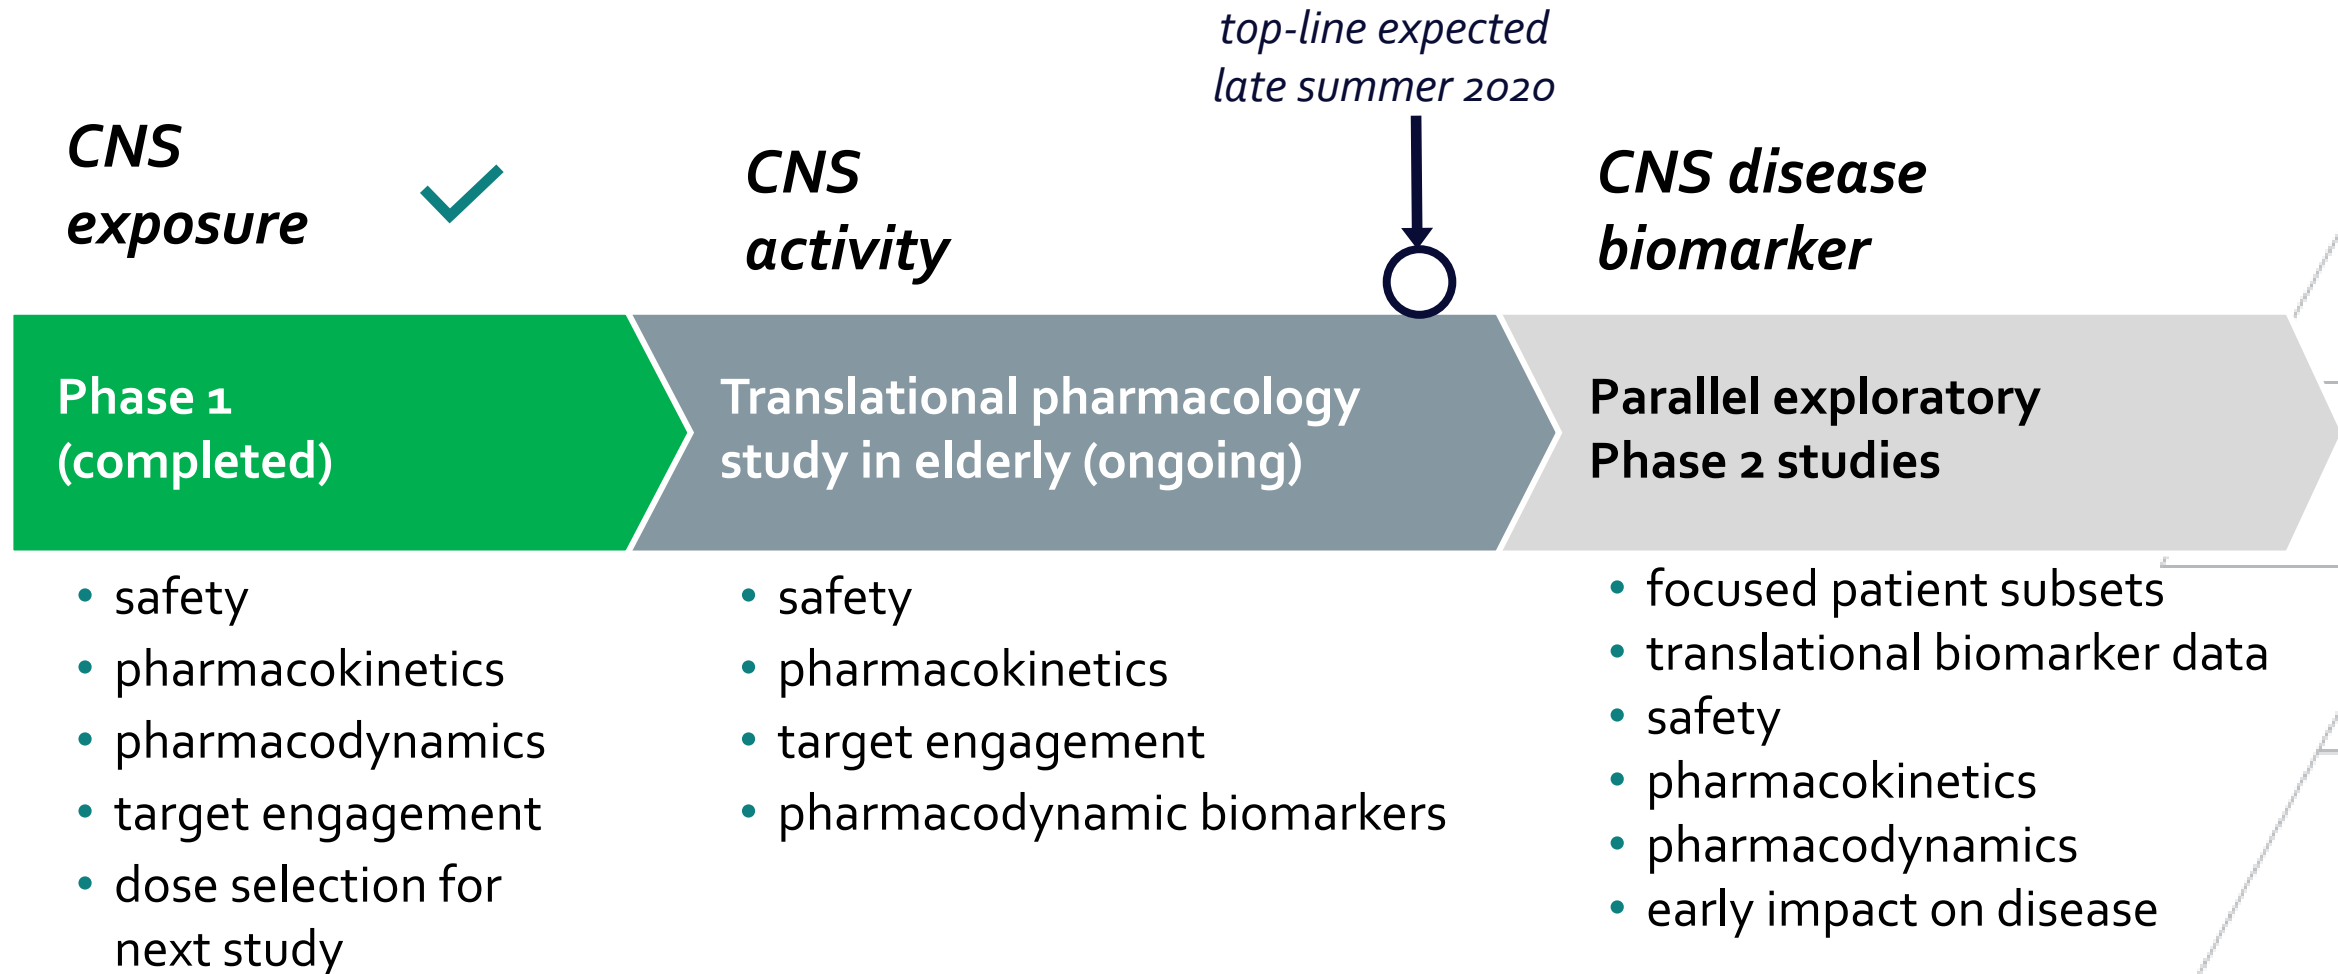 top-line expected
late summer 2020
CNS
exposure
CNS
activity
CNS disease
biomarker
Phase 1
(completed)
Translational pharmacology
study in elderly (ongoing)
Parallel exploratory
Phase 2 studies
• safety
• pharmacokinetics
• pharmacodynamics
• target engagement
• dose selection for
next study
• safety
• pharmacokinetics
• target engagement
• pharmacodynamic biomarkers
• focused patient subsets
• translational biomarker data
• safety
• pharmacokinetics
• pharmacodynamics
• early impact on disease